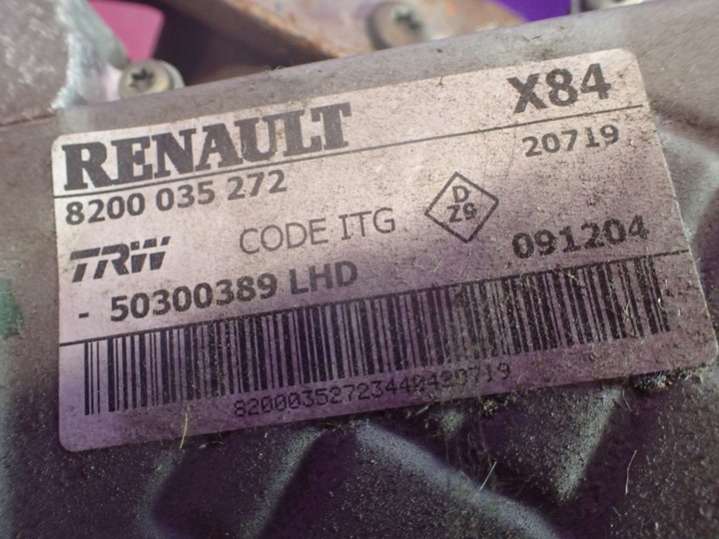 RENAULT X84
8200 035 272 20719
TRW CODE ITG D Z9 091204
- 50300389 LHD